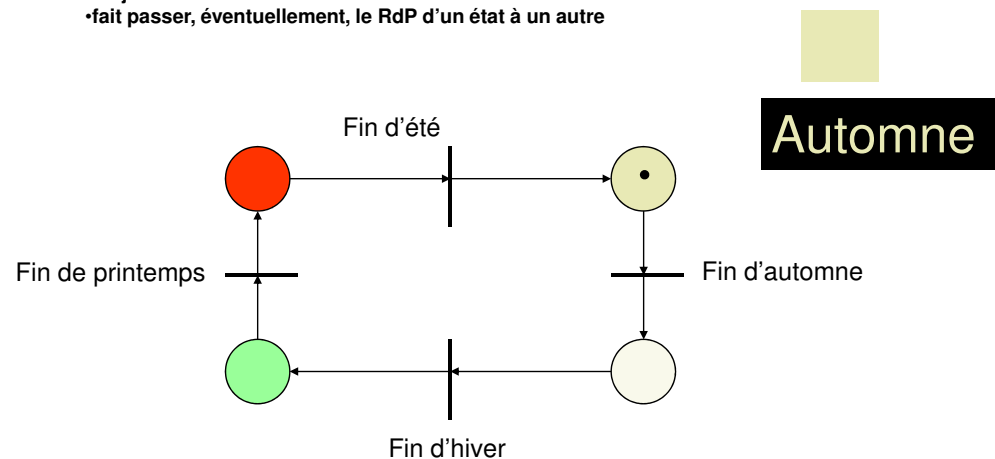 •fait passer, éventuellement, le RdP d’un état à un autre
Automne
Fin d’été
Fin de printemps
Fin d’automne
Fin d’hiver